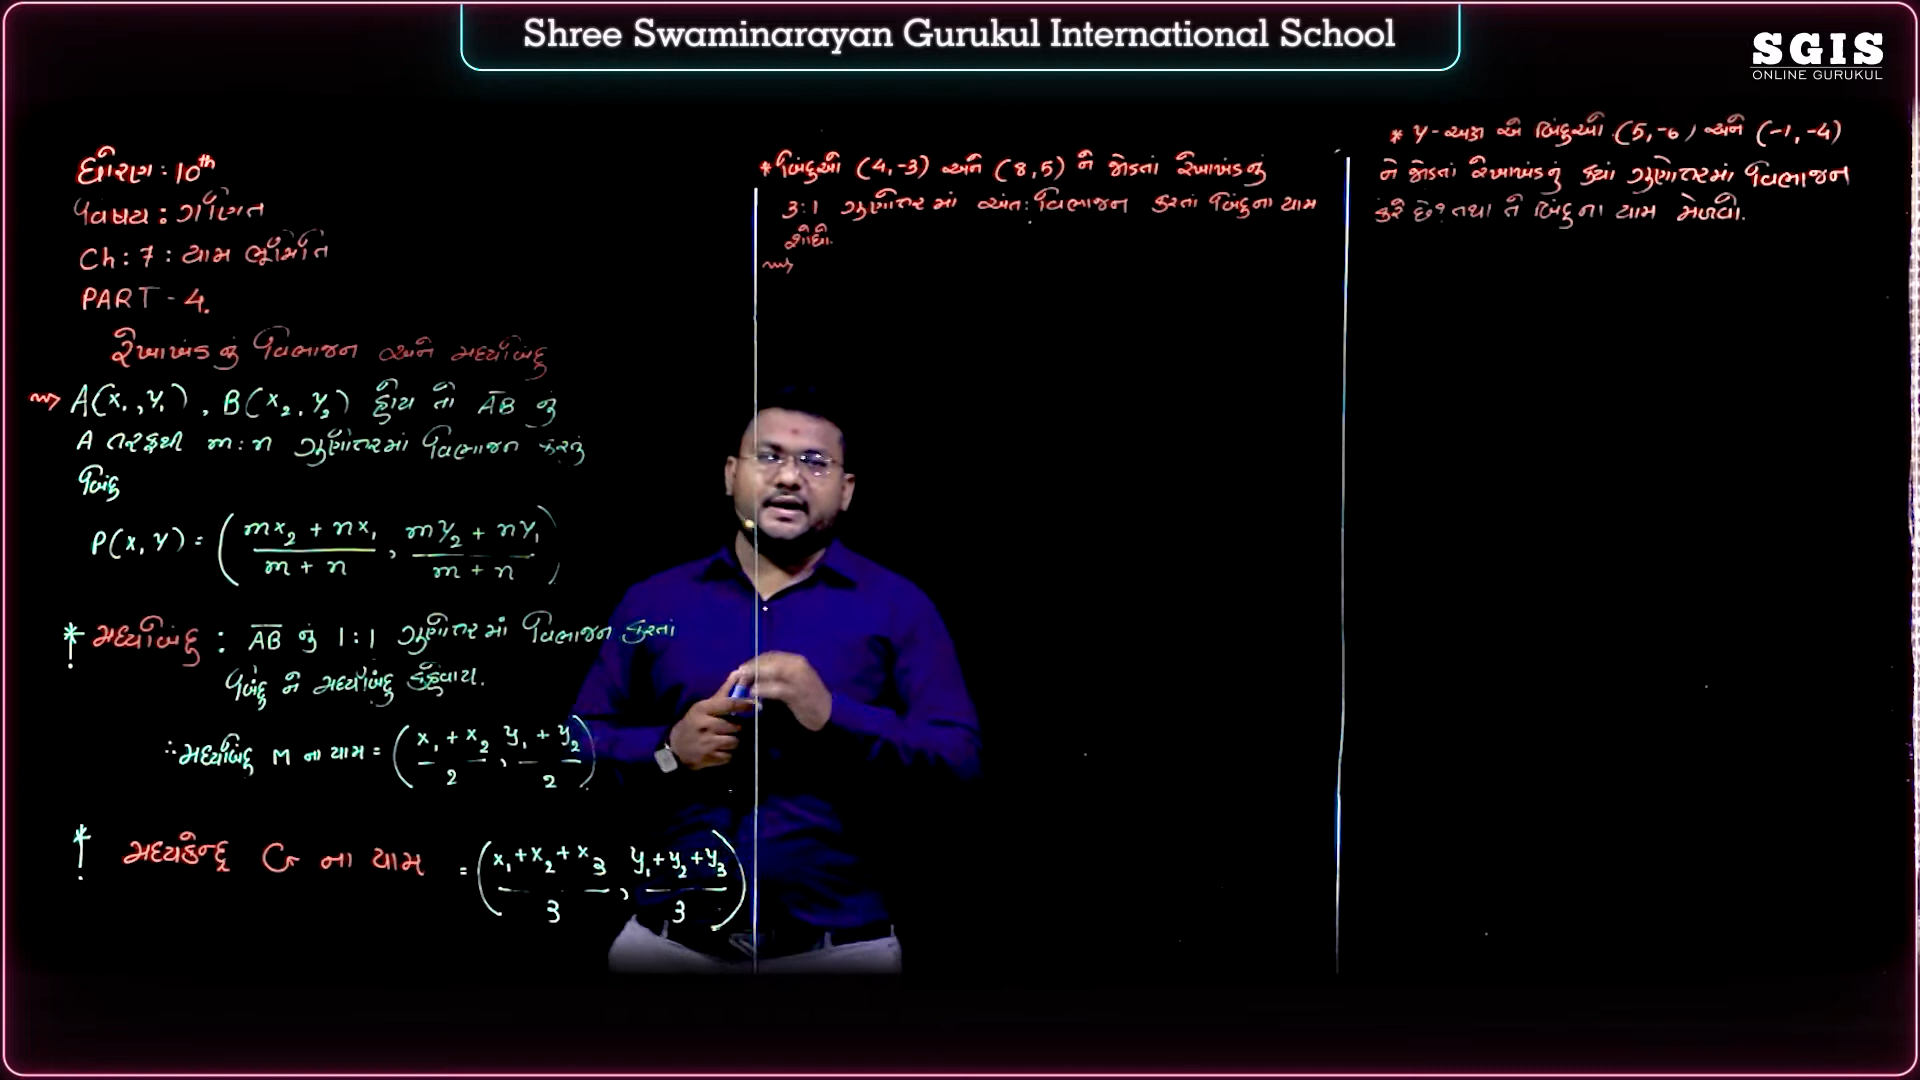 Shree Swaminarayan Gurukul International School
SGIS
ONLINE GURUKUL
ધોરણ : 10th
વિષય : ગણિત
Ch : 7 : યામ ભૂમિતિ
PART - 4.
રેખાખંડનું વિભાજન અને મધ્યબિંદુ
A(x₁, y₁), B(x₂, y₂) હોય તો AB નું
A તરફથી m : n ગુણોત્તરમાં વિભાજન કરતું
બિંદુ
P(x, y) = (mx₂ + nx₁ / m + n , my₂ + ny₁ / m + n)
* મધ્યબિંદુ : AB નું 1 : 1 ગુણોત્તર માં વિભાજન કરતાં
બિંદુ ને મધ્યબિંદુ કહેવાય.
∴ મધ્યબિંદુ M ના યામ = (x₁ + x₂ / 2 , y₁ + y₂ / 2)
* મધ્યકેન્દ્ર G ના યામ = (x₁ + x₂ + x₃ / 3 , y₁ + y₂ + y₃ / 3)
* બિંદુઓ (4, -3) અને (8, 5) ને જોડતાં રેખાખંડનું
3 : 1 ગુણોત્તર માં અંત: વિભાજન કરતાં બિંદુના યામ
શોધો.
* y - અક્ષ એ બિંદુઓ (5, -6) અને (-1, -4)
ને જોડતાં રેખાખંડનું ક્યાં ગુણોત્તરમાં વિભાજન
કરે છે? તથા તે બિંદુના યામ મેળવો.